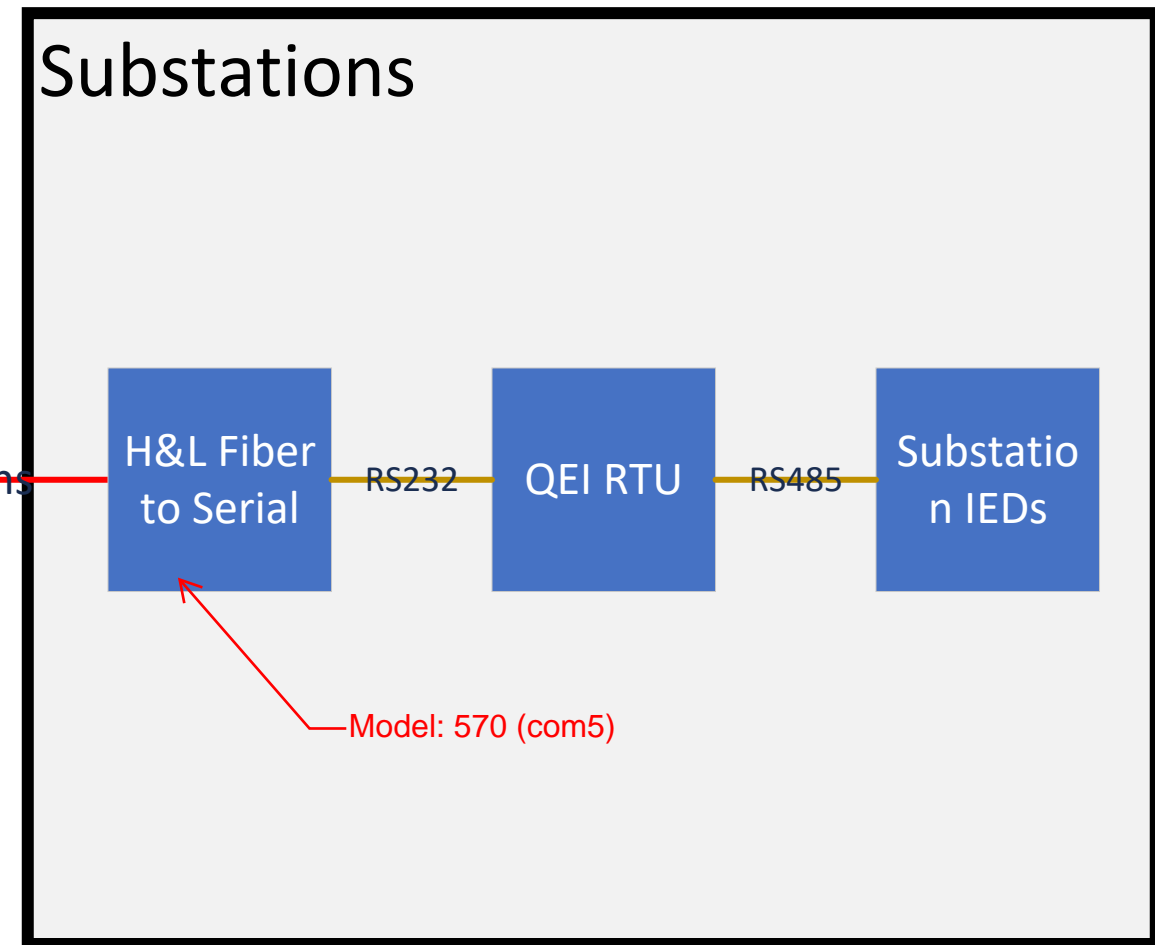 Substations
H&L Fiber
to Serial
RS232
QEI RTU
RS485
Substatio
n IEDs
Model: 570 (com5)